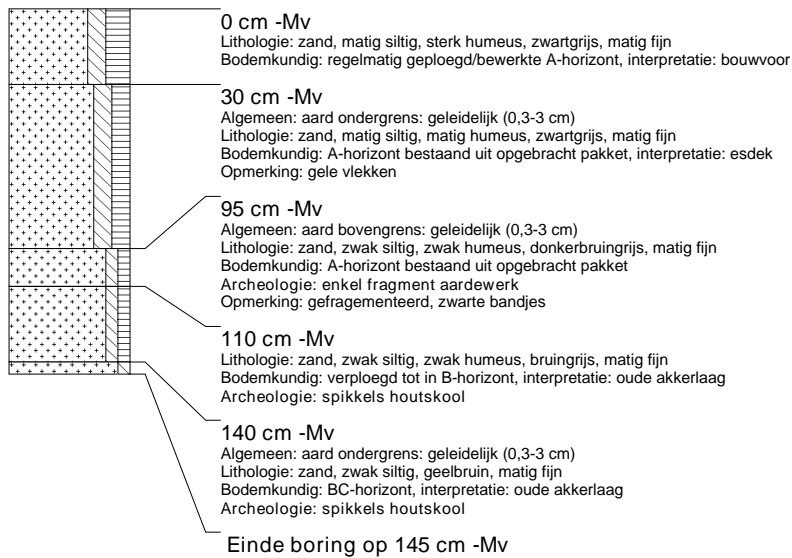 0 cm -Mv
Lithologie: zand, matig siltig, sterk humeus, zwartgrijs, matig fijn
Bodemkundig: regelmatig geploegd/bewerkte A-horizont, interpretatie: bouwvoor
30 cm -Mv
Algemeen: aard ondergrens: geleidelijk (0,3-3 cm)
Lithologie: zand, matig siltig, matig humeus, zwartgrijs, matig fijn
Bodemkundig: A-horizont bestaand uit opgebracht pakket, interpretatie: esdek
Opmerking: gele vlekken
95 cm -Mv
Algemeen: aard bovengrens: geleidelijk (0,3-3 cm)
Lithologie: zand, zwak siltig, zwak humeus, donkerbruingrijs, matig fijn
Bodemkundig: A-horizont bestaand uit opgebracht pakket
Archeologie: enkel fragment aardewerk
Opmerking: gefragementeerd, zwarte bandjes
110 cm -Mv
Lithologie: zand, zwak siltig, zwak humeus, bruingrijs, matig fijn
Bodemkundig: verploegd tot in B-horizont, interpretatie: oude akkerlaag
Archeologie: spikkels houtskool
140 cm -Mv
Algemeen: aard ondergrens: geleidelijk (0,3-3 cm)
Lithologie: zand, zwak siltig, geelbruin, matig fijn
Bodemkundig: BC-horizont, interpretatie: oude akkerlaag
Archeologie: spikkels houtskool
Einde boring op 145 cm -Mv